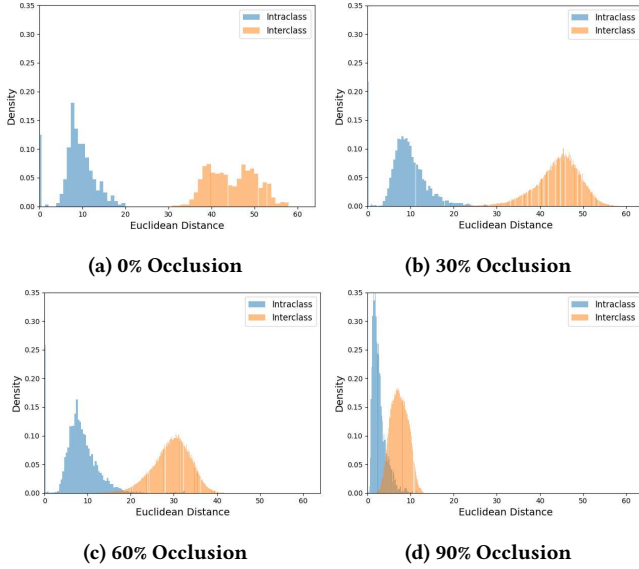 0.35
0.30
0.25
0.20
0.15
0.10
0.05
0.00
Density
0 10 20 30 40 50 60
Euclidean Distance
Intraclass
Interclass
(a) 0% Occlusion
0.35
0.30
0.25
0.20
0.15
0.10
0.05
0.00
Density
0 10 20 30 40 50 60
Euclidean Distance
Intraclass
Interclass
(b) 30% Occlusion
0.35
0.30
0.25
0.20
0.15
0.10
0.05
0.00
Density
0 10 20 30 40 50 60
Euclidean Distance
Intraclass
Interclass
(c) 60% Occlusion
0.35
0.30
0.25
0.20
0.15
0.10
0.05
0.00
Density
0 10 20 30 40 50 60
Euclidean Distance
Intraclass
Interclass
(d) 90% Occlusion